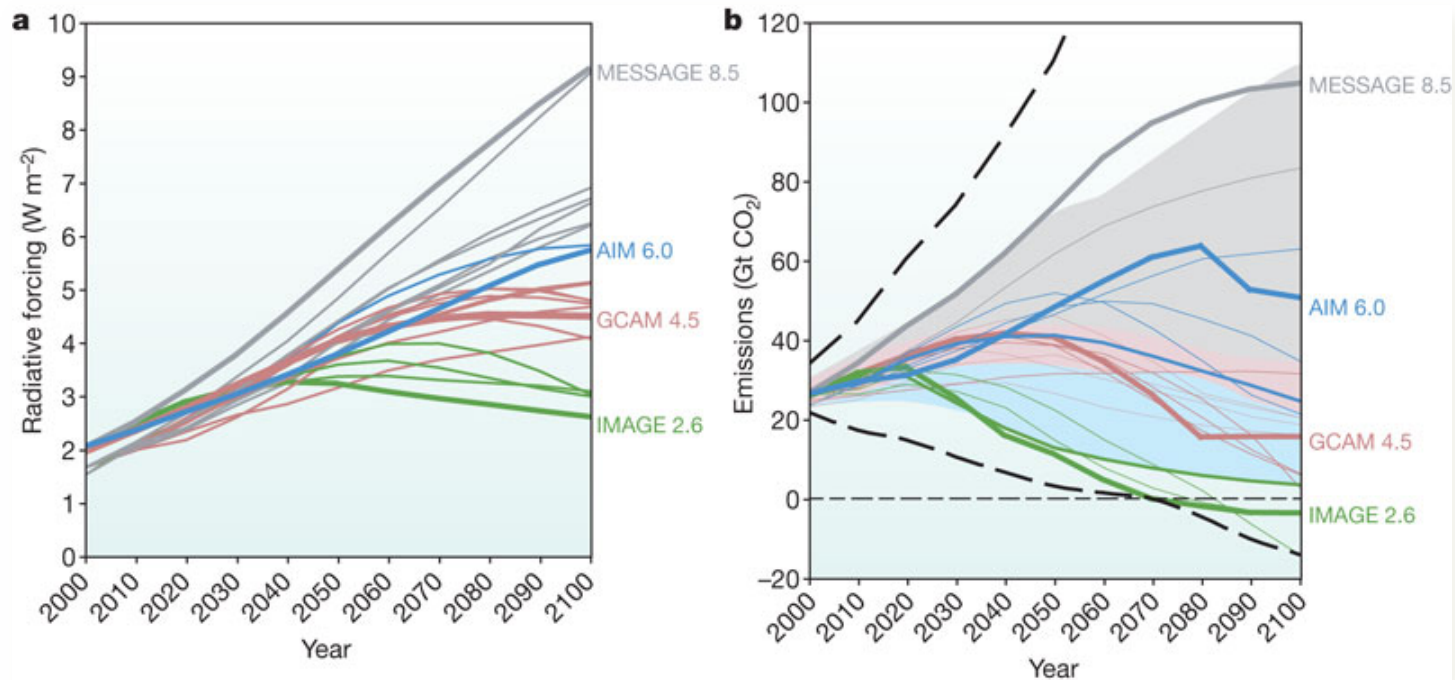 a
10
9
8
7
6
5
4
3
2
1
0
Radiative forcing (W m–2)
MESSAGE 8.5
AIM 6.0
GCAM 4.5
IMAGE 2.6
2000
2010
2020
2030
2040
2050
2060
2070
2080
2090
2100
Year
b
120
100
80
60
40
20
0
–20
Emissions (Gt CO2)
MESSAGE 8.5
AIM 6.0
GCAM 4.5
IMAGE 2.6
2000
2010
2020
2030
2040
2050
2060
2070
2080
2090
2100
Year